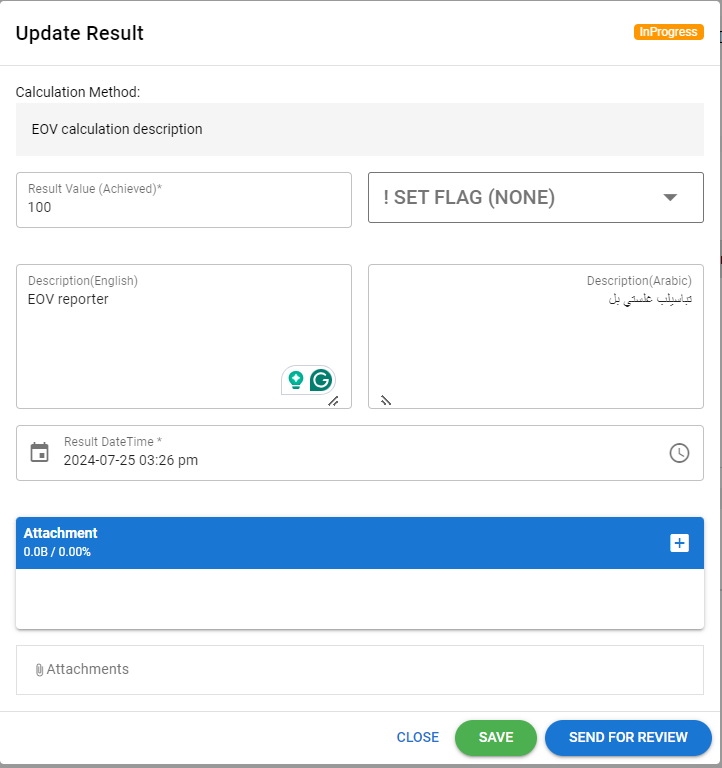 Update Result
InProgress
Calculation Method:
EOV calculation description
Result Value (Achieved)*
100
! SET FLAG (NONE)
Description(English)
EOV reporter
Description(Arabic)
تباسيلب غلستي بل
Result DateTime *
2024-07-25 03:26 pm
Attachment
0.0B / 0.00%
Attachments
CLOSE
SAVE
SEND FOR REVIEW